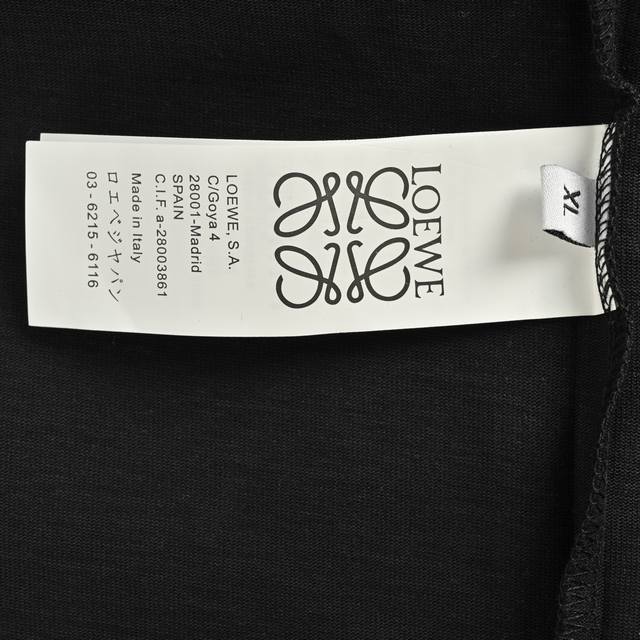 LOEWE
LOEWE, S.A.
C/Goya 4
28001-Madrid
SPAIN
C.I.F. a-28003861
Made in Italy
ロエベジャパン
03-6215-6116
XL